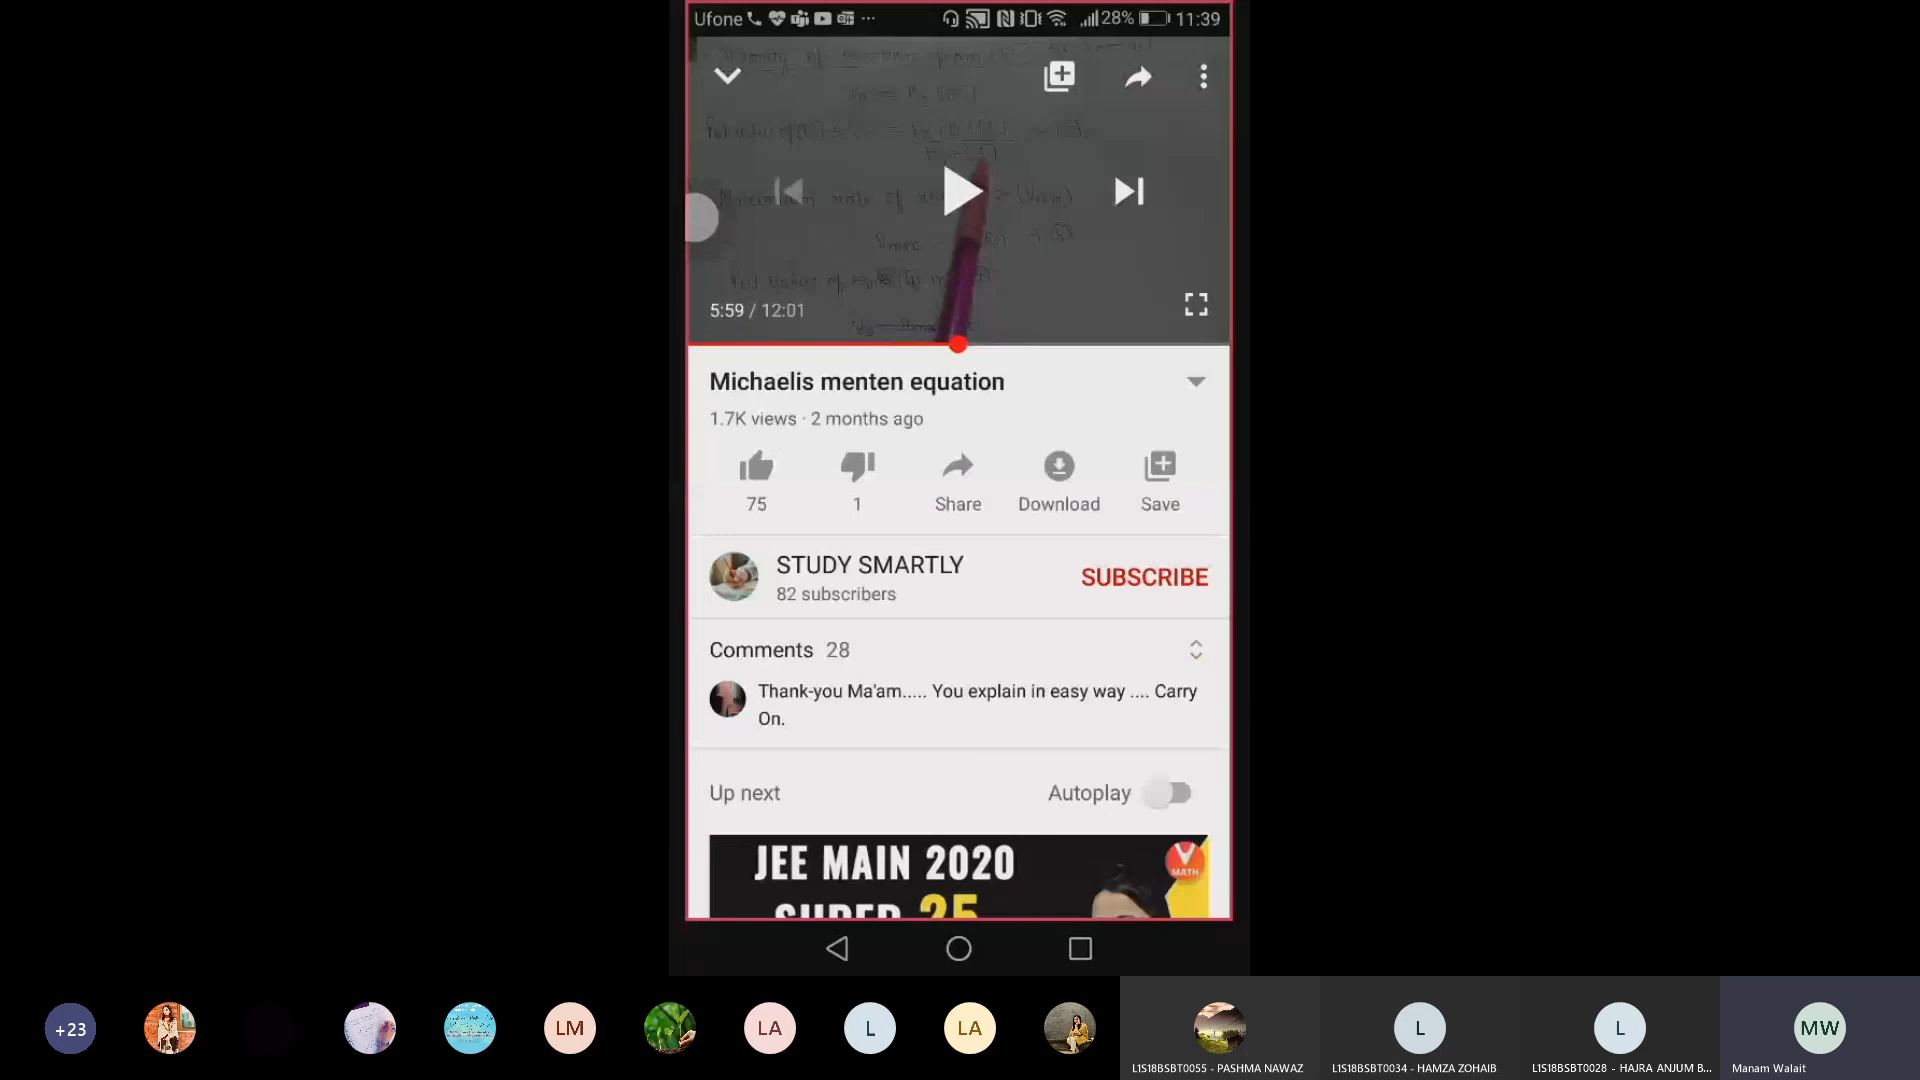 Ufone 28% 11:39
5:59 / 12:01
Michaelis menten equation
1.7K views · 2 months ago
75 1 Share Download Save
STUDY SMARTLY
82 subscribers
SUBSCRIBE
Comments 28
Thank-you Ma'am..... You explain in easy way .... Carry
On.
Up next Autoplay
JEE MAIN 2020
MATH
SUPER 25
+23 LM LA L LA L L MW
L1S18BSBT0055 - PASHMA NAWAZ
L1S18BSBT0034 - HAMZA ZOHAIB
L1S18BSBT0028 - HAJRA ANJUM B...
Manam Walait